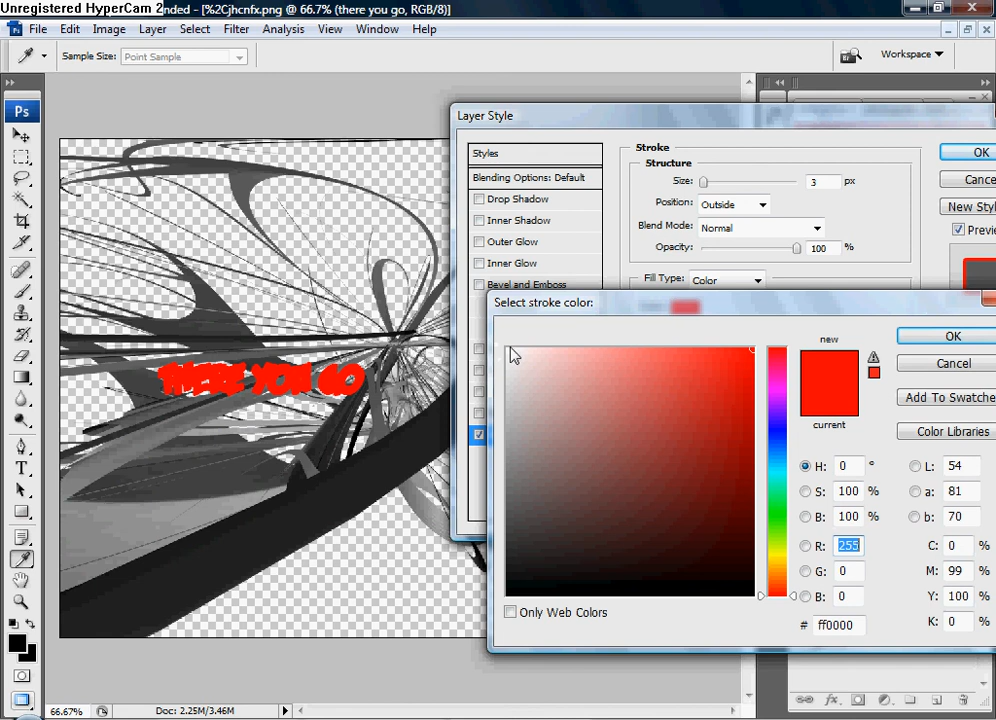 Unregistered HyperCam 2
nded - [%2Cjhcnfx.png @ 66.7% (there you go, RGB/8)]
File Edit Image Layer Select Filter Analysis View Window Help
Sample Size: Point Sample
Workspace
Ps
Layer Style
Styles
Blending Options: Default
Drop Shadow
Inner Shadow
Outer Glow
Inner Glow
Bevel and Emboss
Stroke
Structure
Size: 3 px
Position: Outside
Blend Mode: Normal
Opacity: 100 %
Fill Type: Color
OK
Cance
New Styl
Previe
THERE YOU GO
Select stroke color:
new
current
OK
Cancel
Add To Swatche
Color Libraries
H: 0 °
S: 100 %
B: 100 %
R: 255
G: 0
B: 0
# ff0000
L: 54
a: 81
b: 70
C: 0 %
M: 99 %
Y: 100 %
K: 0 %
Only Web Colors
66.67%
Doc: 2.25M/3.46M